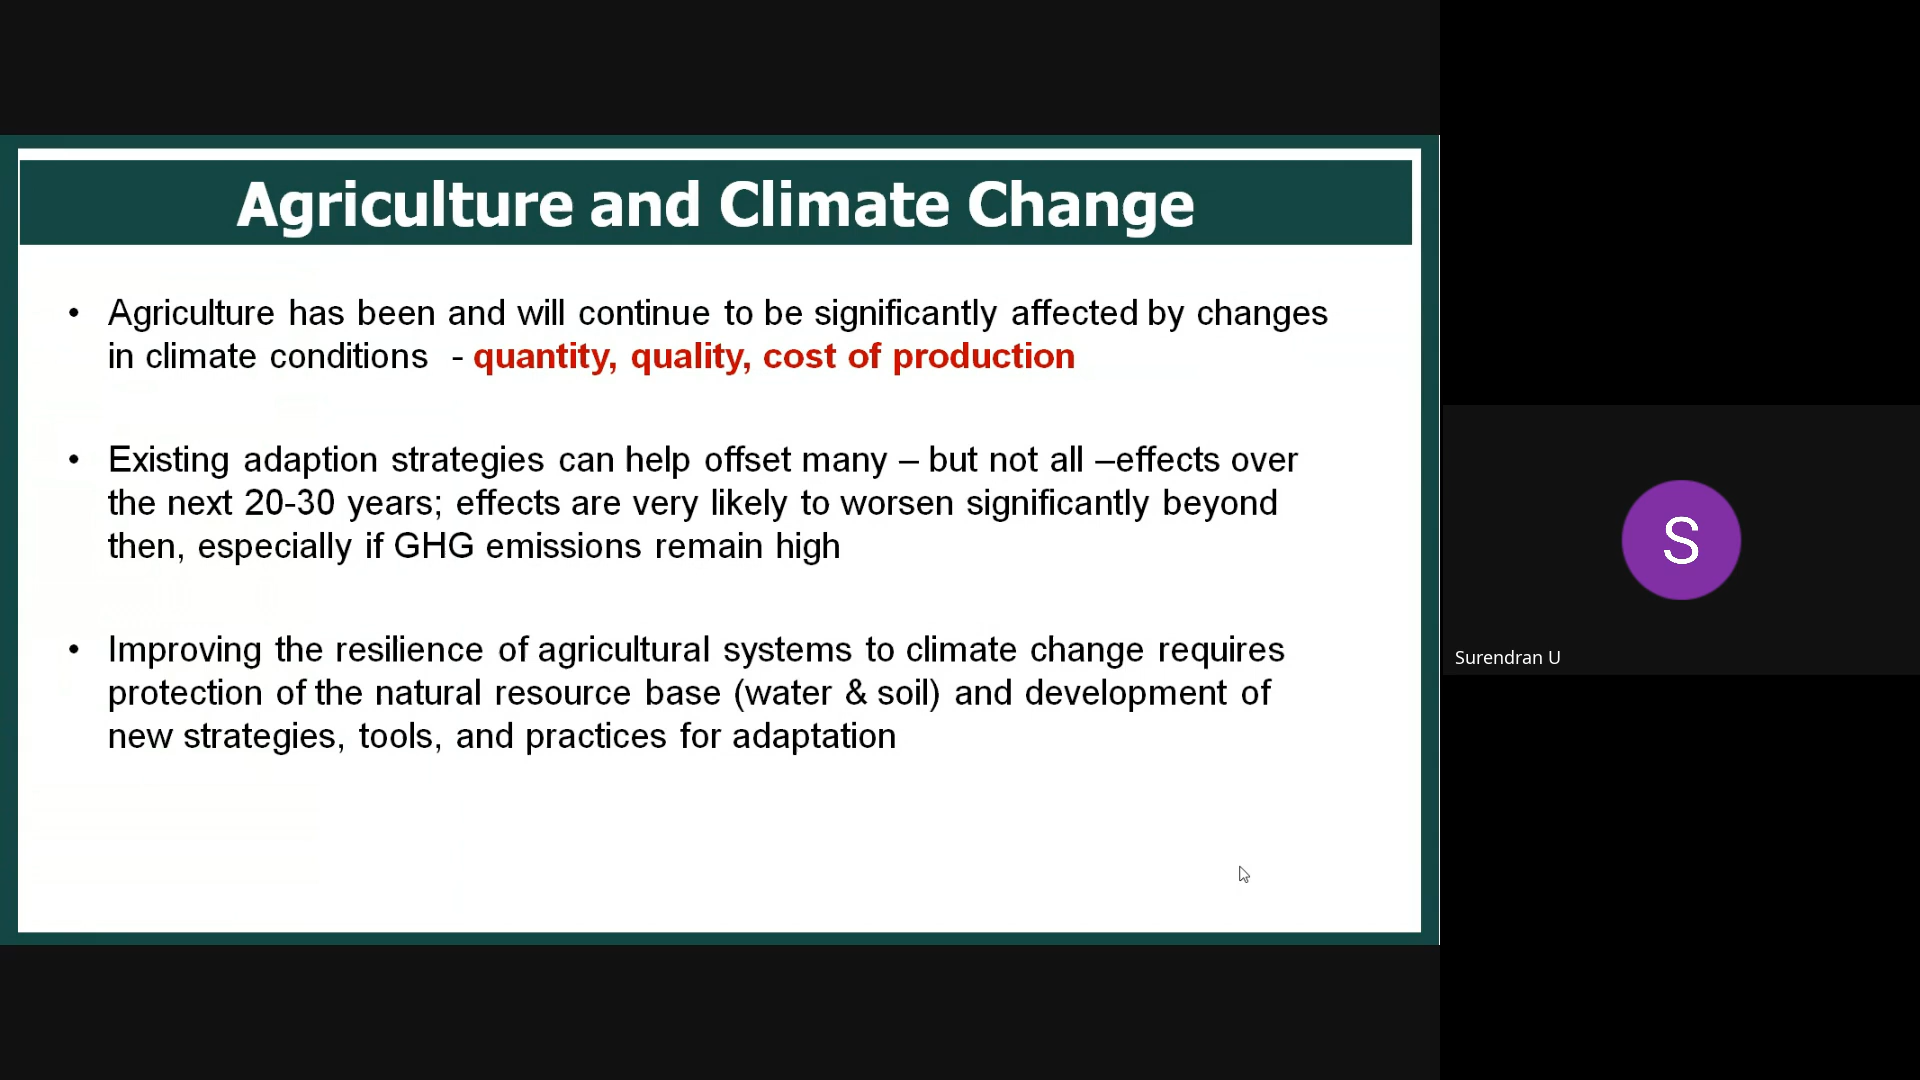 Agriculture and Climate Change
• Agriculture has been and will continue to be significantly affected by changes
in climate conditions - quantity, quality, cost of production
• Existing adaption strategies can help offset many – but not all –effects over
the next 20-30 years; effects are very likely to worsen significantly beyond
then, especially if GHG emissions remain high
• Improving the resilience of agricultural systems to climate change requires
protection of the natural resource base (water & soil) and development of
new strategies, tools, and practices for adaptation
S
Surendran U